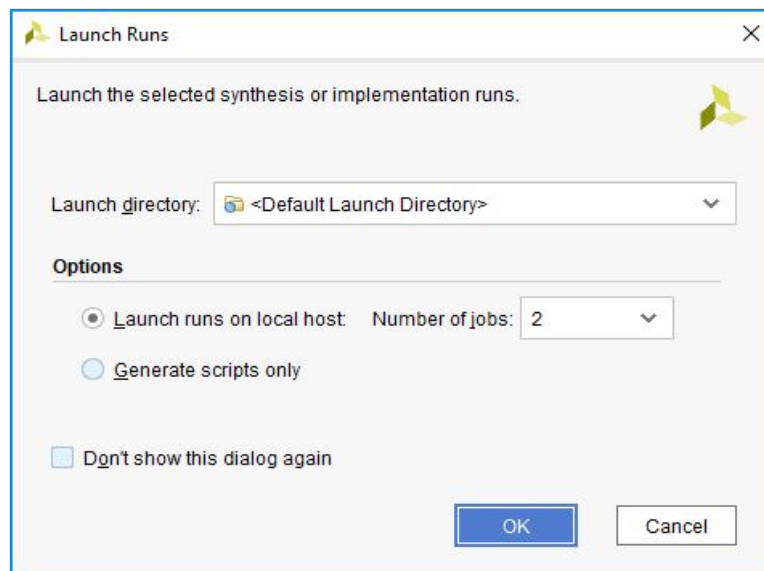 Launch Runs
Launch the selected synthesis or implementation runs.
Launch directory: <Default Launch Directory>
Options
Launch runs on local host: Number of jobs: 2
Generate scripts only
Don't show this dialog again
OK Cancel